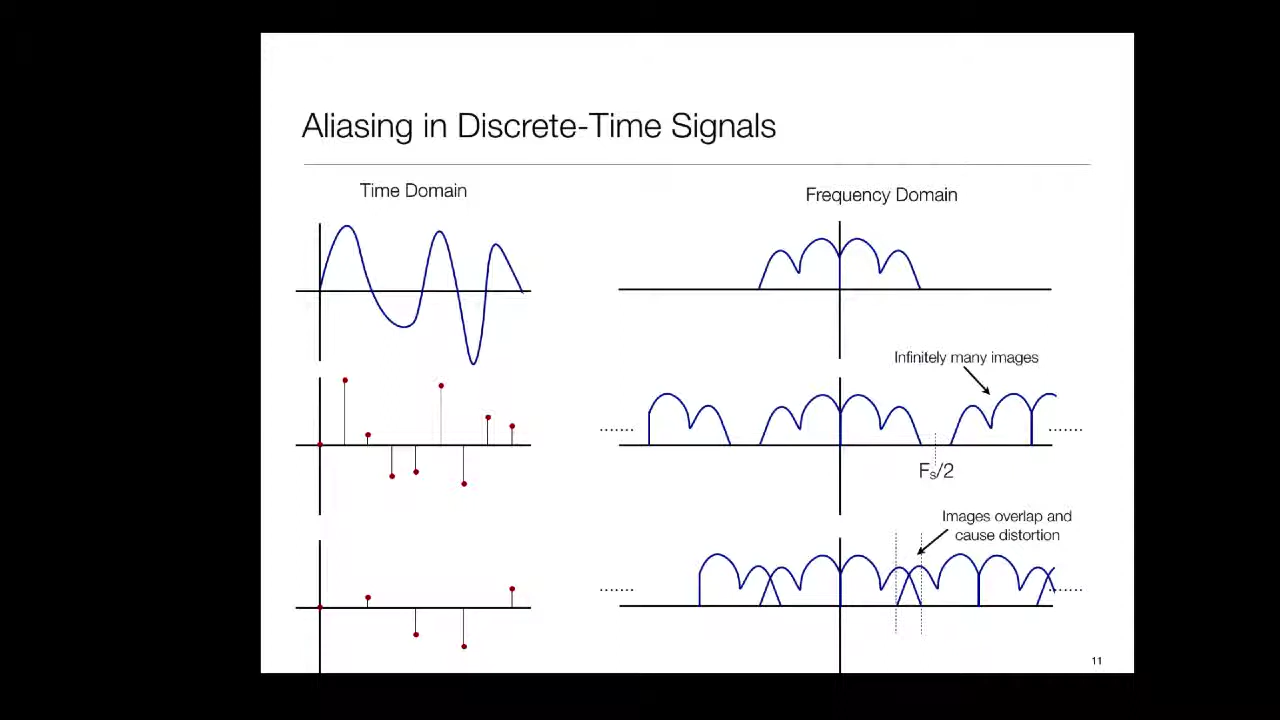 Aliasing in Discrete-Time Signals
Time Domain
Frequency Domain
Infinitely many images
Fs/2
Images overlap and
cause distortion
11